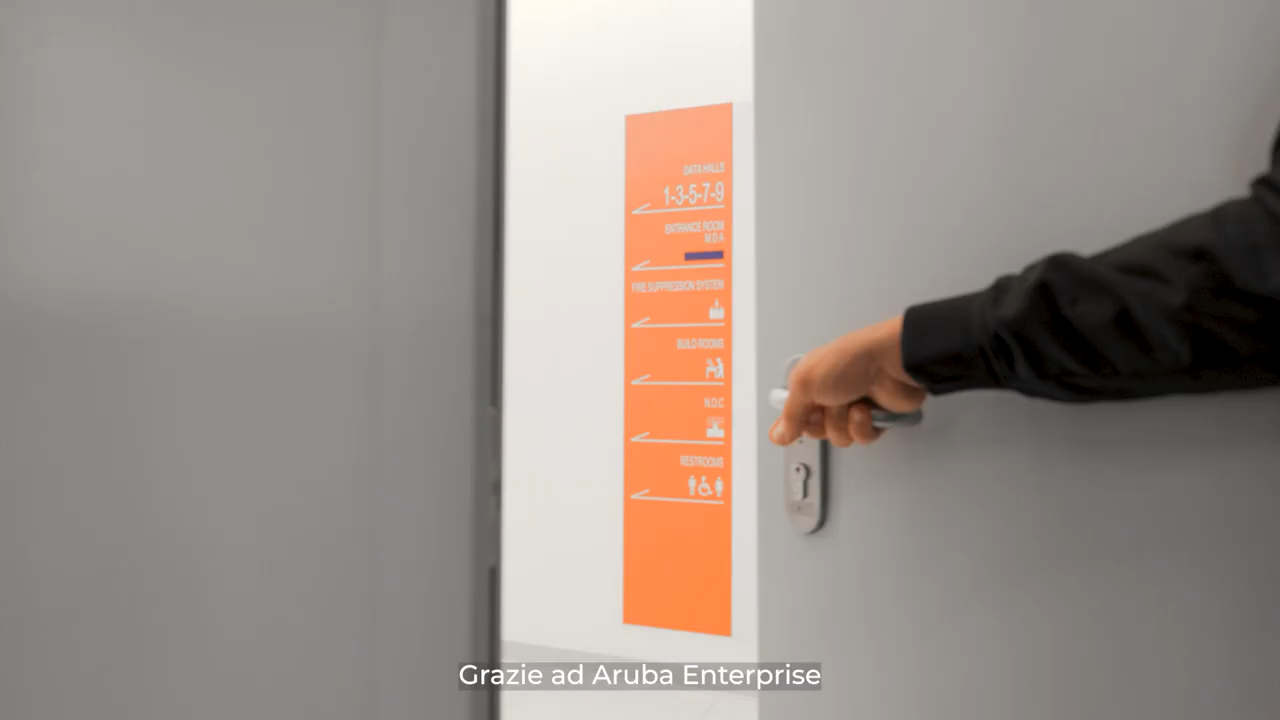 DATA HALLS
1-3-5-7-9
ENTRANCE ROOM
M.D.A
FIRE SUPPRESSION SYSTEM
BUILD ROOMS
N.O.C
RESTROOMS
Grazie ad Aruba Enterprise